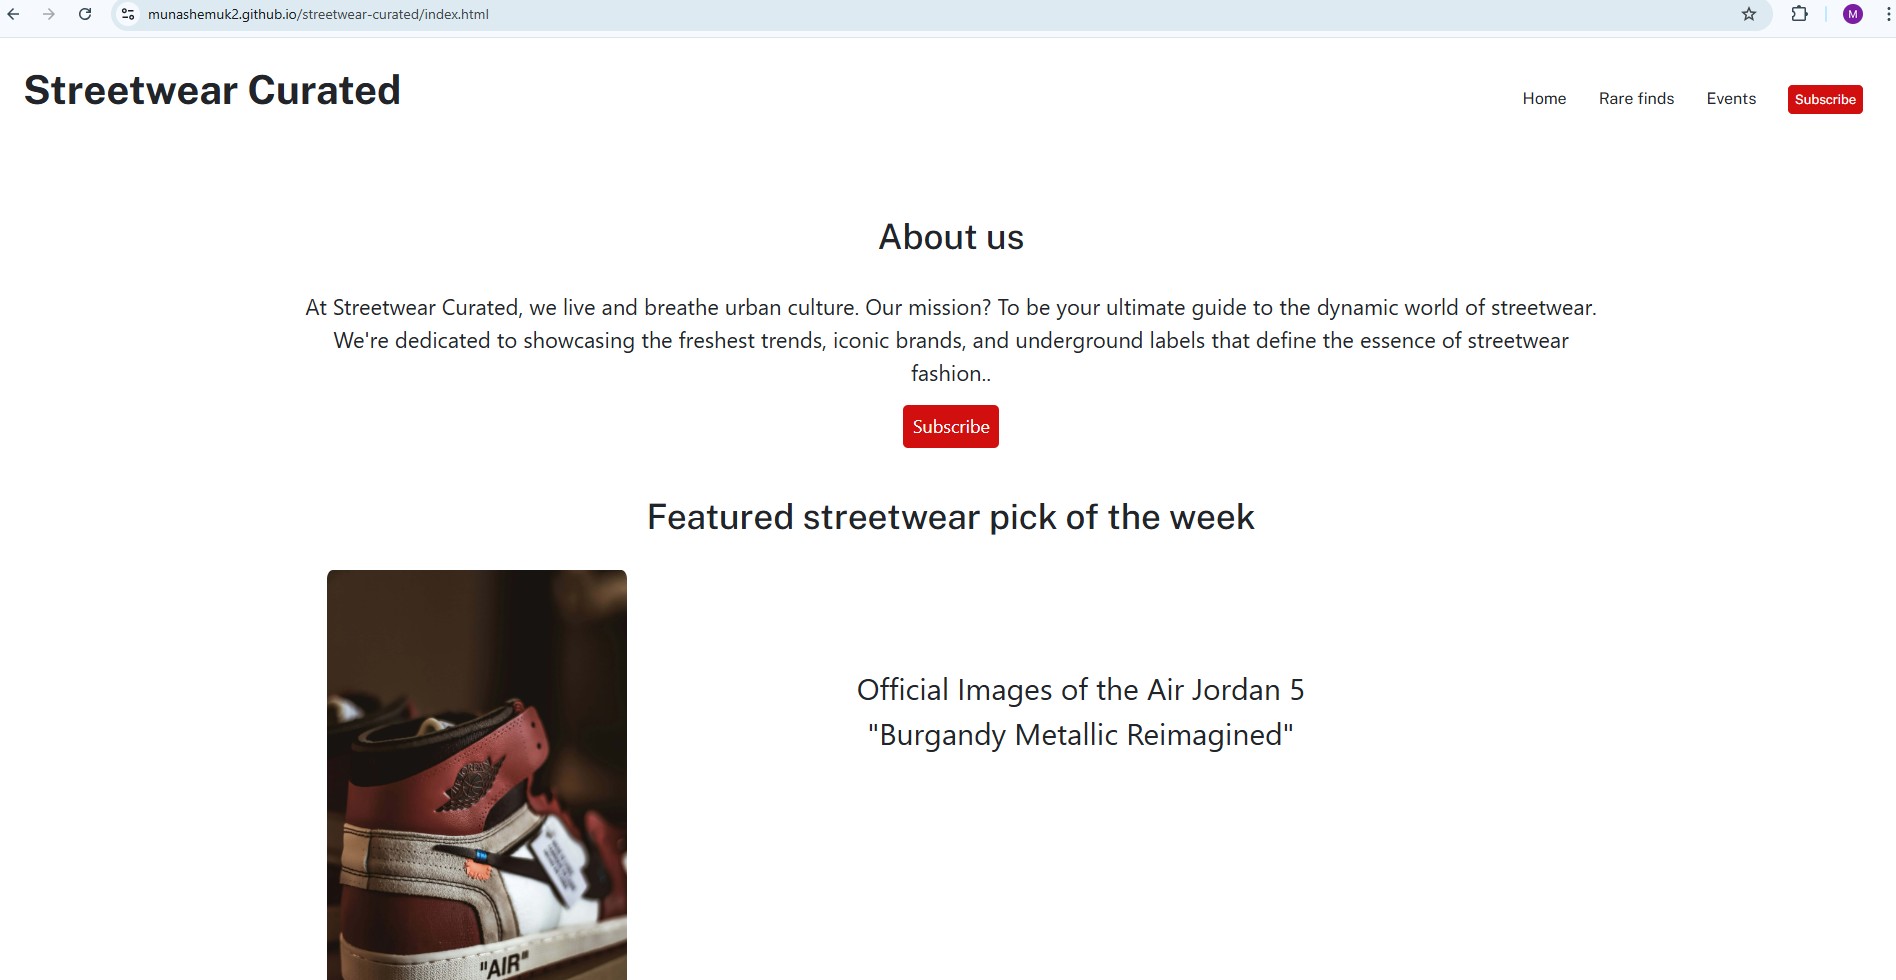 munashemuk2.github.io/streetwear-curated/index.html
M
Streetwear Curated
Home Rare finds Events Subscribe
About us
At Streetwear Curated, we live and breathe urban culture. Our mission? To be your ultimate guide to the dynamic world of streetwear.
We're dedicated to showcasing the freshest trends, iconic brands, and underground labels that define the essence of streetwear
fashion..
Subscribe
Featured streetwear pick of the week
Official Images of the Air Jordan 5
"Burgandy Metallic Reimagined"
"AIR"